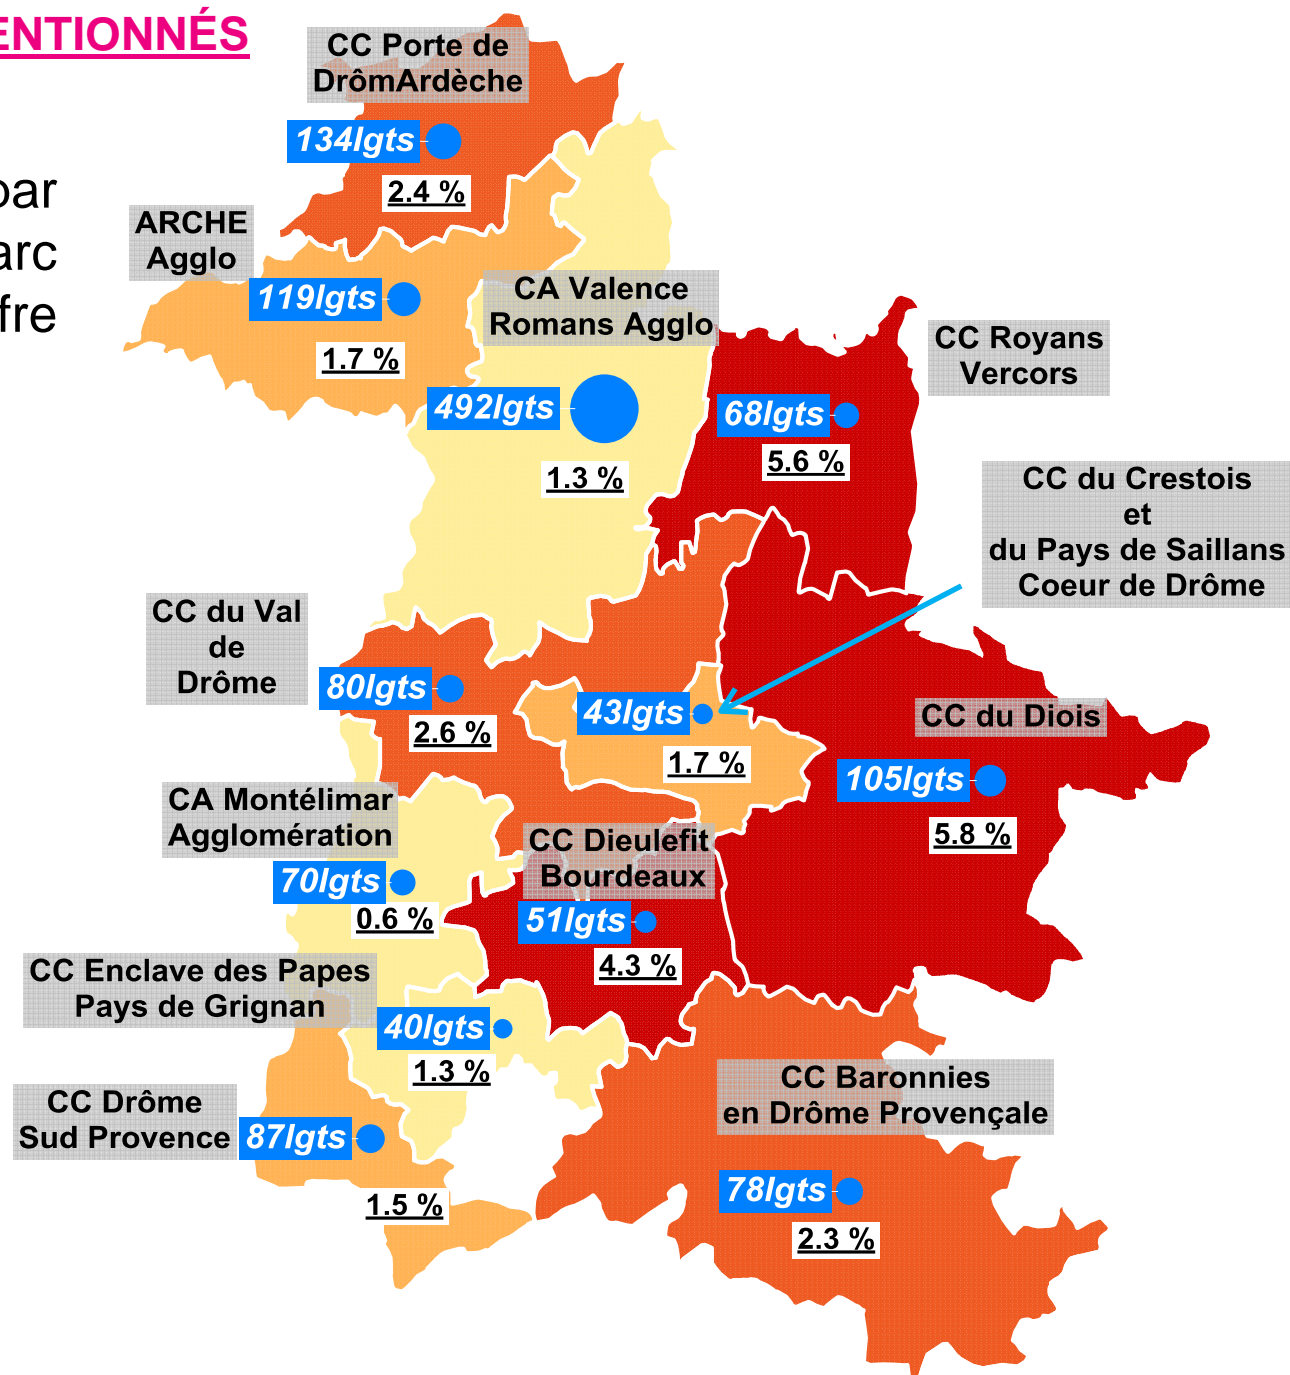 ENTIONNÉS
CC Porte de
DrômArdèche
134lgts
2.4 %
par
arc
fre
ARCHE
Agglo
119lgts
1.7 %
CA Valence
Romans Agglo
492lgts
1.3 %
CC Royans
Vercors
68lgts
5.6 %
CC du Crestois
et
du Pays de Saillans
Coeur de Drôme
43lgts
1.7 %
CC du Val
de
Drôme
80lgts
2.6 %
CC du Diois
105lgts
5.8 %
CA Montélimar
Agglomération
70lgts
0.6 %
CC Dieulefit
Bourdeaux
51lgts
4.3 %
CC Enclave des Papes
Pays de Grignan
40lgts
1.3 %
CC Drôme
Sud Provence
87lgts
1.5 %
CC Baronnies
en Drôme Provençale
78lgts
2.3 %